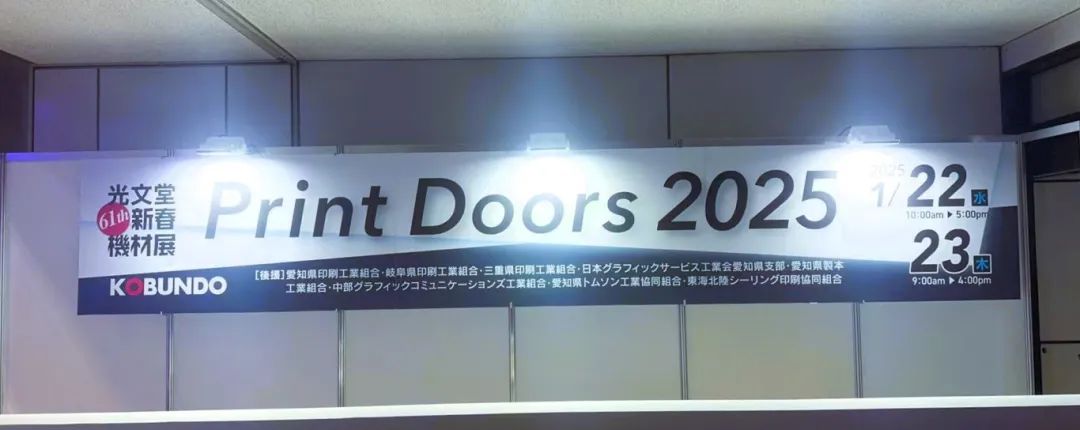 光文堂
61th新春
機材展
KOBUNDO
Print Doors 2025
【後援】愛知県印刷工業組合・岐阜県印刷工業組合・三重県印刷工業組合・日本グラフィックサービス工業会愛知県支部・愛知県製本
工業組合・中部グラフィックコミュニケーションズ工業組合・愛知県トムソン工業協同組合・東海北陸シーリング印刷協同組合
2025
1/22水
10:00am ▶ 5:00pm
23木
9:00am ▶ 4:00pm